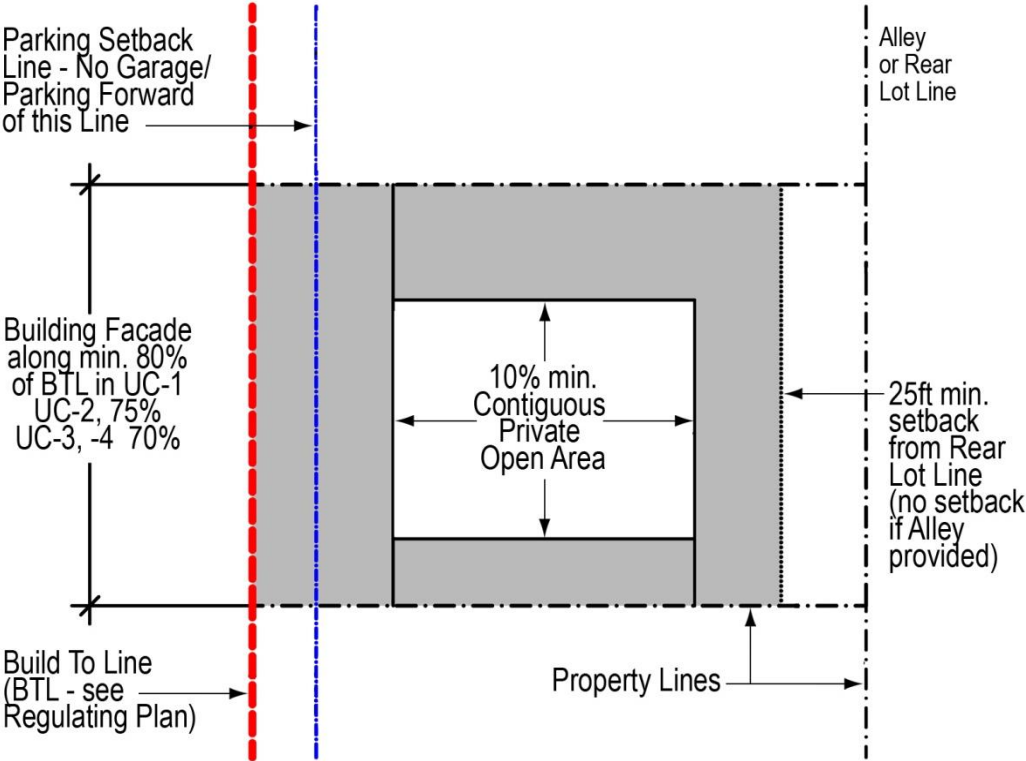 Parking Setback
Line - No Garage/
Parking Forward
of this Line
Alley
or Rear
Lot Line
Building Facade
along min. 80%
of BTL in UC-1
UC-2, 75%
UC-3, -4  70%
10% min.
Contiguous
Private
Open Area
25ft min.
setback
from Rear
Lot Line
(no setback
if Alley
provided)
Build To Line
(BTL - see
Regulating Plan)
Property Lines